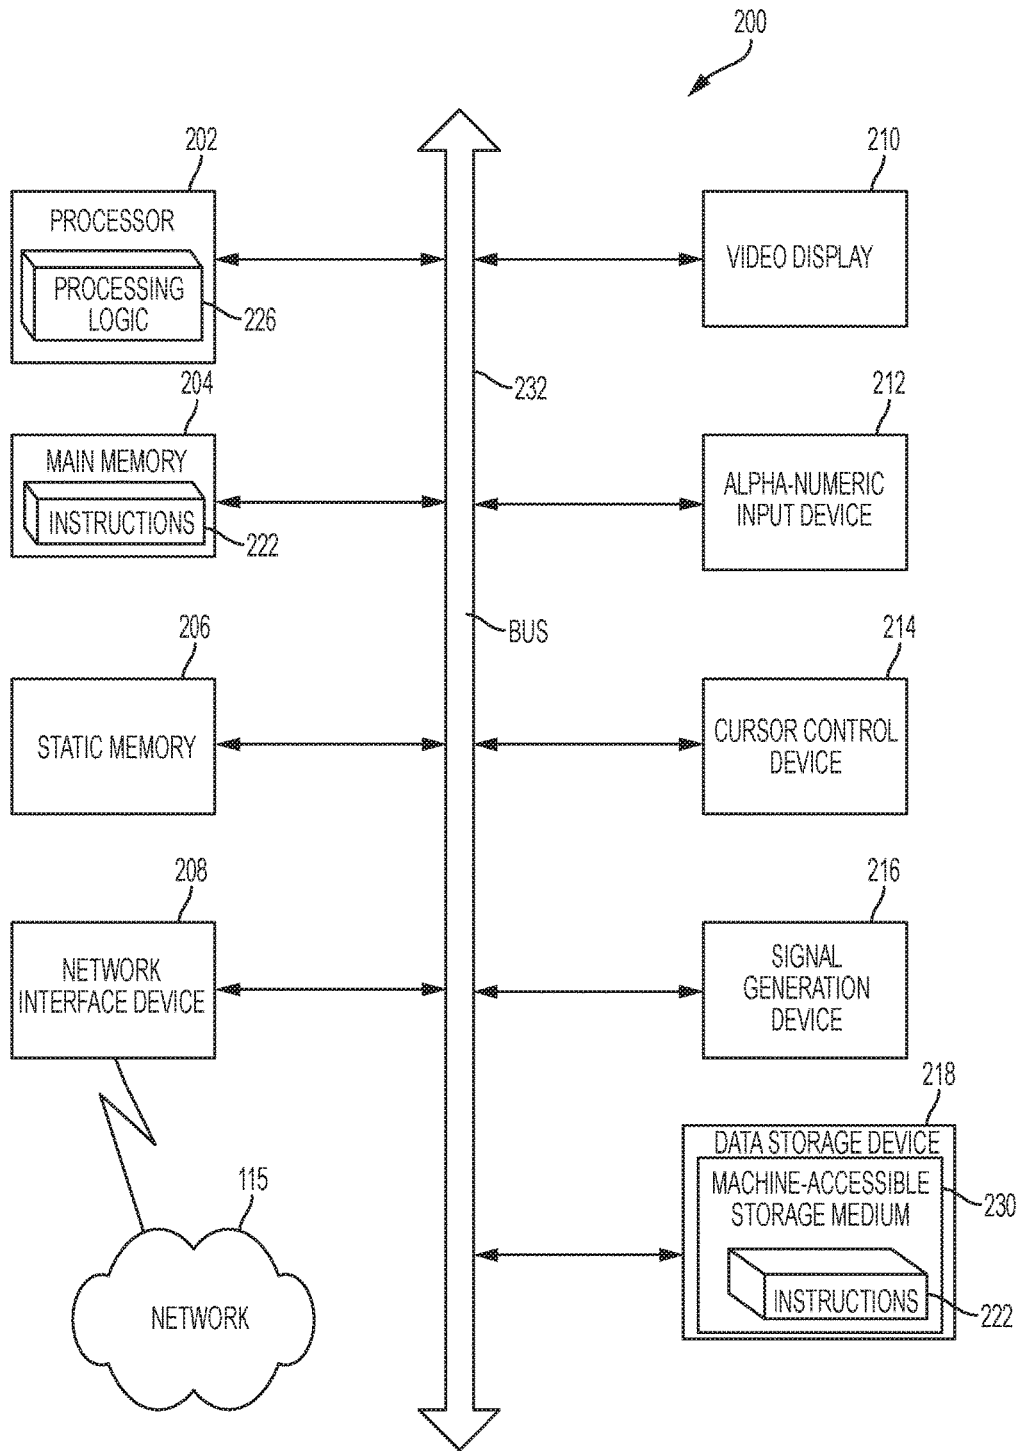 200
202
PROCESSOR
PROCESSING
LOGIC
226
204
MAIN MEMORY
INSTRUCTIONS
222
206
STATIC MEMORY
208
NETWORK
INTERFACE DEVICE
115
NETWORK
232
BUS
210
VIDEO DISPLAY
212
ALPHA-NUMERIC
INPUT DEVICE
214
CURSOR CONTROL
DEVICE
216
SIGNAL
GENERATION
DEVICE
218
DATA STORAGE DEVICE
MACHINE-ACCESSIBLE
STORAGE MEDIUM
230
INSTRUCTIONS
222